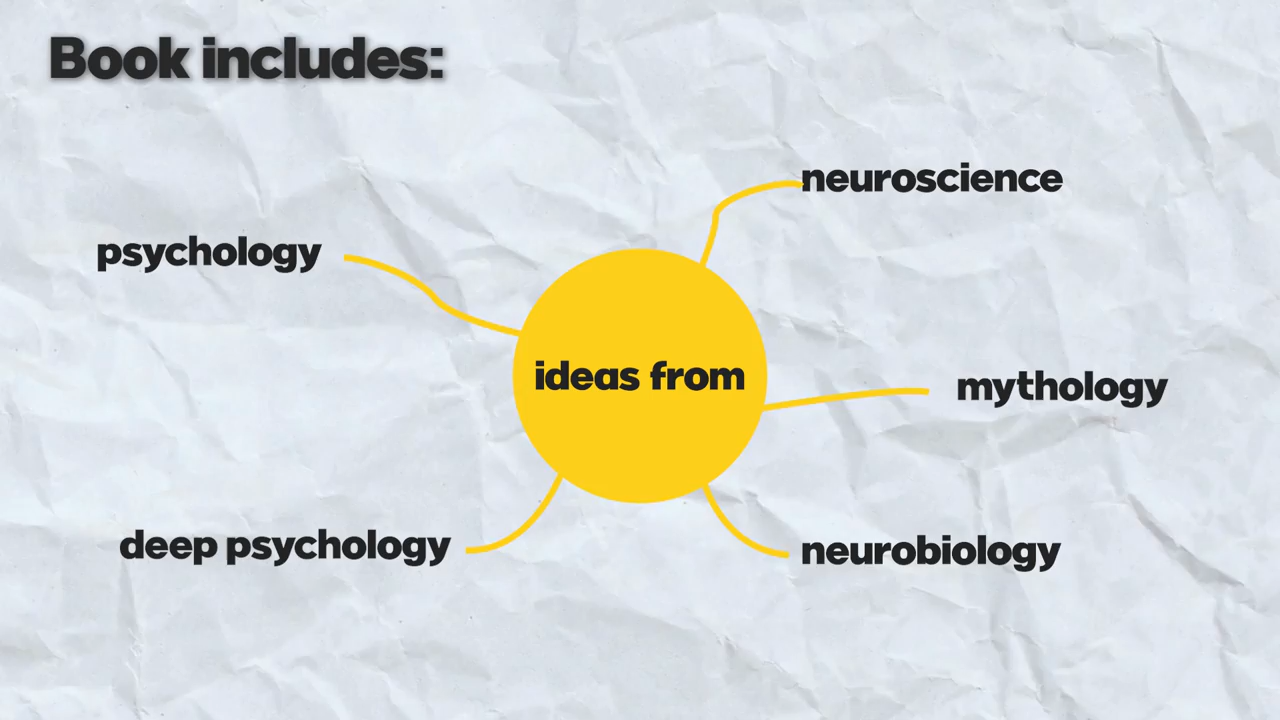 Book includes:
neuroscience
psychology
ideas from
mythology
deep psychology
neurobiology